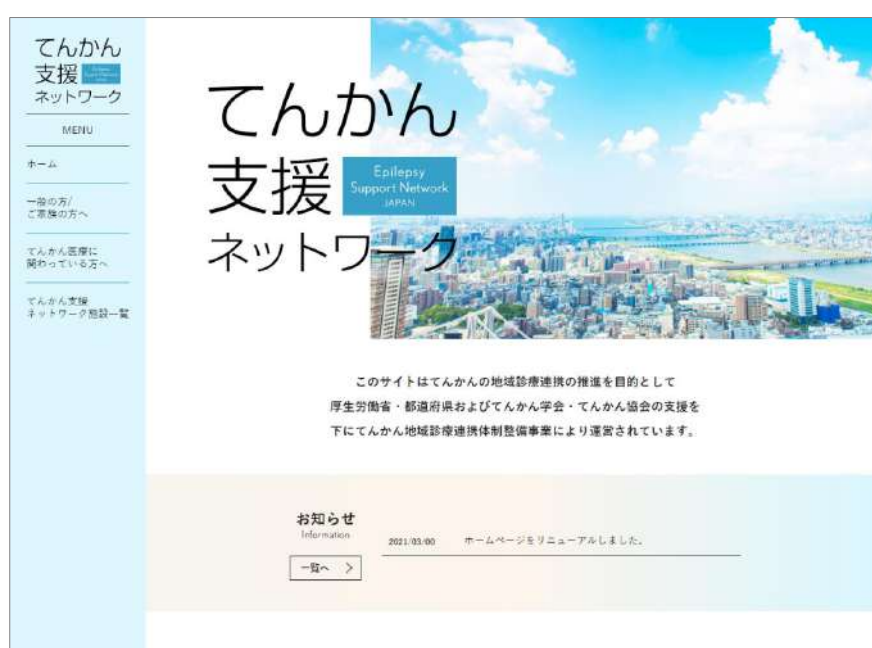 てんかん
支援
ネットワーク
MENU
ホーム
一般の方/
ご家族の方へ
てんかん医療に
関わっている方へ
てんかん支援
ネットワーク施設一覧
てんかん
支援
Epilepsy
Support Network
JAPAN
ネットワーク
このサイトはてんかんの地域診療連携の推進を目的として
厚生労働省・都道府県およびてんかん学会・てんかん協会の支援を
下にてんかん地域診療連携体制整備事業により運営されています。
お知らせ
Information
2021/03/00 ホームページをリニューアルしました。
一覧へ